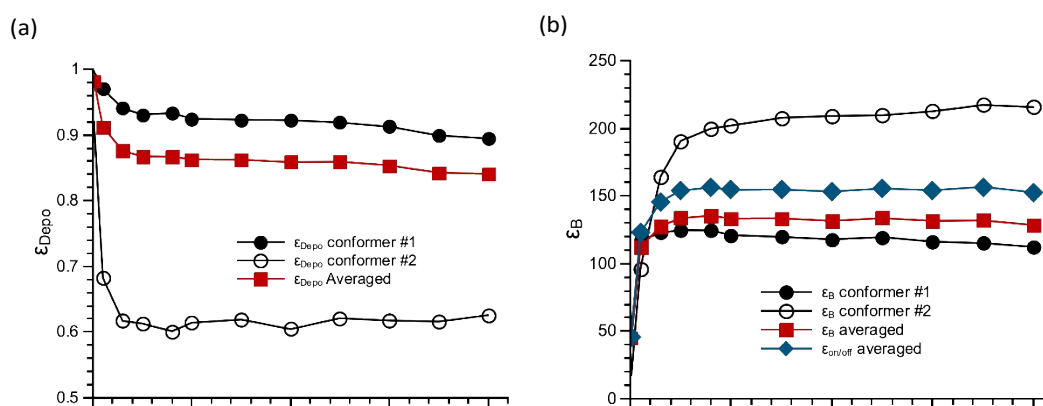 (a)
εDepo
1
0.9
0.8
0.7
0.6
0.5
εDepo conformer #1
εDepo conformer #2
εDepo Averaged
(b)
εB
250
200
150
100
50
0
εB conformer #1
εB conformer #2
εB averaged
εon/off averaged